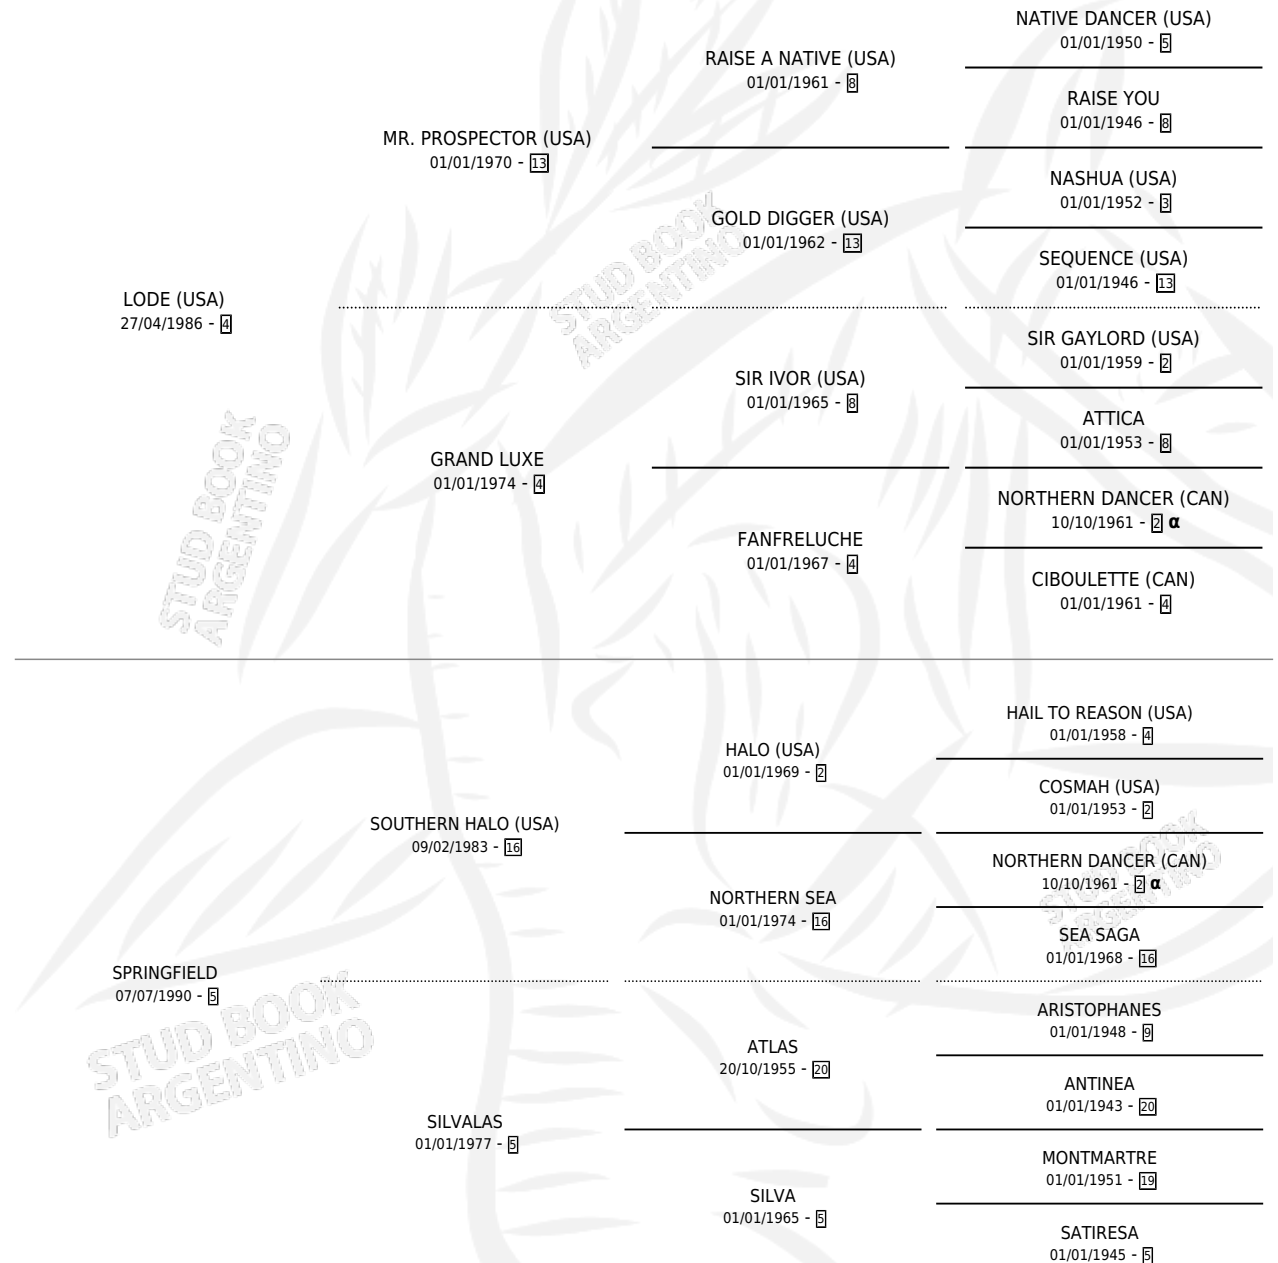 NATIVE DANCER (USA)
01/01/1950 - 5
RAISE A NATIVE (USA)
01/01/1961 - 8
RAISE YOU
01/01/1946 - 8
MR. PROSPECTOR (USA)
01/01/1970 - 13
NASHUA (USA)
01/01/1952 - 3
GOLD DIGGER (USA)
01/01/1962 - 13
SEQUENCE (USA)
01/01/1946 - 13
LODE (USA)
27/04/1986 - 4
SIR GAYLORD (USA)
01/01/1959 - 2
SIR IVOR (USA)
01/01/1965 - 8
ATTICA
01/01/1953 - 8
GRAND LUXE
01/01/1974 - 4
NORTHERN DANCER (CAN)
10/10/1961 - 2 α
FANFRELUCHE
01/01/1967 - 4
CIBOULETTE (CAN)
01/01/1961 - 4
HAIL TO REASON (USA)
01/01/1958 - 4
HALO (USA)
01/01/1969 - 2
COSMAH (USA)
01/01/1953 - 2
SOUTHERN HALO (USA)
09/02/1983 - 16
NORTHERN DANCER (CAN)
10/10/1961 - 2 α
NORTHERN SEA
01/01/1974 - 16
SEA SAGA
01/01/1968 - 16
SPRINGFIELD
07/07/1990 - 5
ARISTOPHANES
01/01/1948 - 9
ATLAS
20/10/1955 - 20
ANTINEA
01/01/1943 - 20
SILVALAS
01/01/1977 - 5
MONTMARTRE
01/01/1951 - 19
SILVA
01/01/1965 - 5
SATIRESA
01/01/1945 - 5
STUD BOOK
ARGENTINO
STUD BOOK
ARGENTINO
STUD BOOK
ARGENTINO
STUD BOOK
ARGENTINO